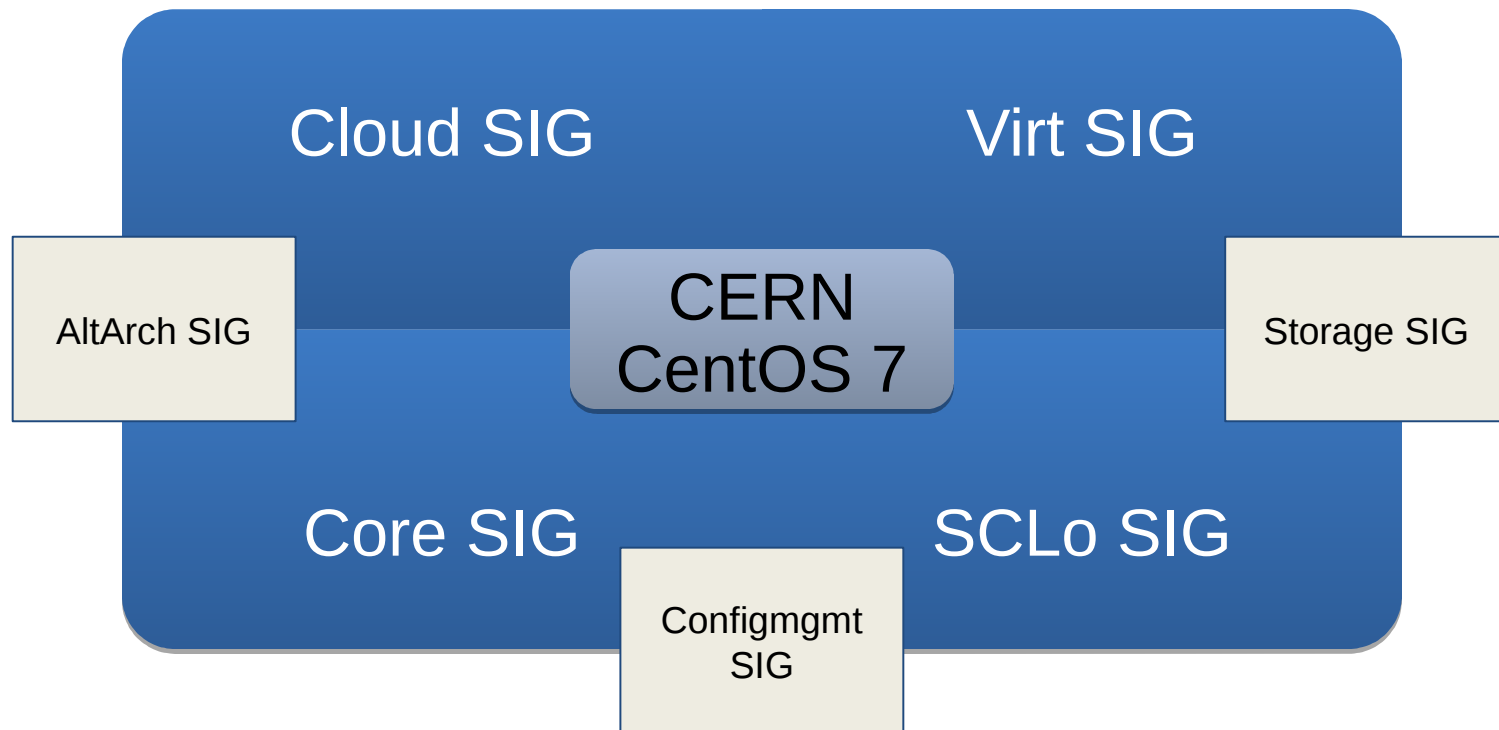 Cloud SIG
Virt SIG
CERN
CentOS 7
AltArch SIG
Storage SIG
Core SIG
SCLo SIG
Configmgmt
SIG